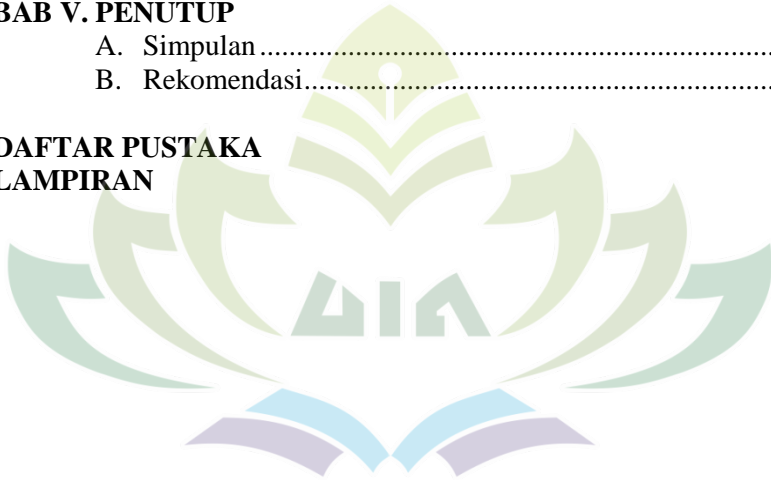 BAB V. PENUTUP
A. Simpulan ........................................................................
B. Rekomendasi.................................................................
DAFTAR PUSTAKA
LAMPIRAN